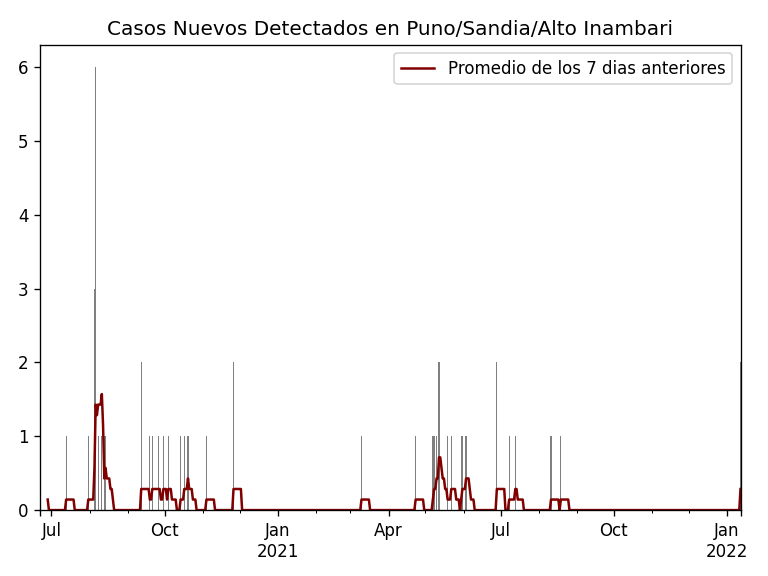 Casos Nuevos Detectados en Puno/Sandia/Alto Inambari
Promedio de los 7 dias anteriores
6
5
4
3
2
1
0
Jul Oct Jan Apr Jul Oct Jan
2021 2022